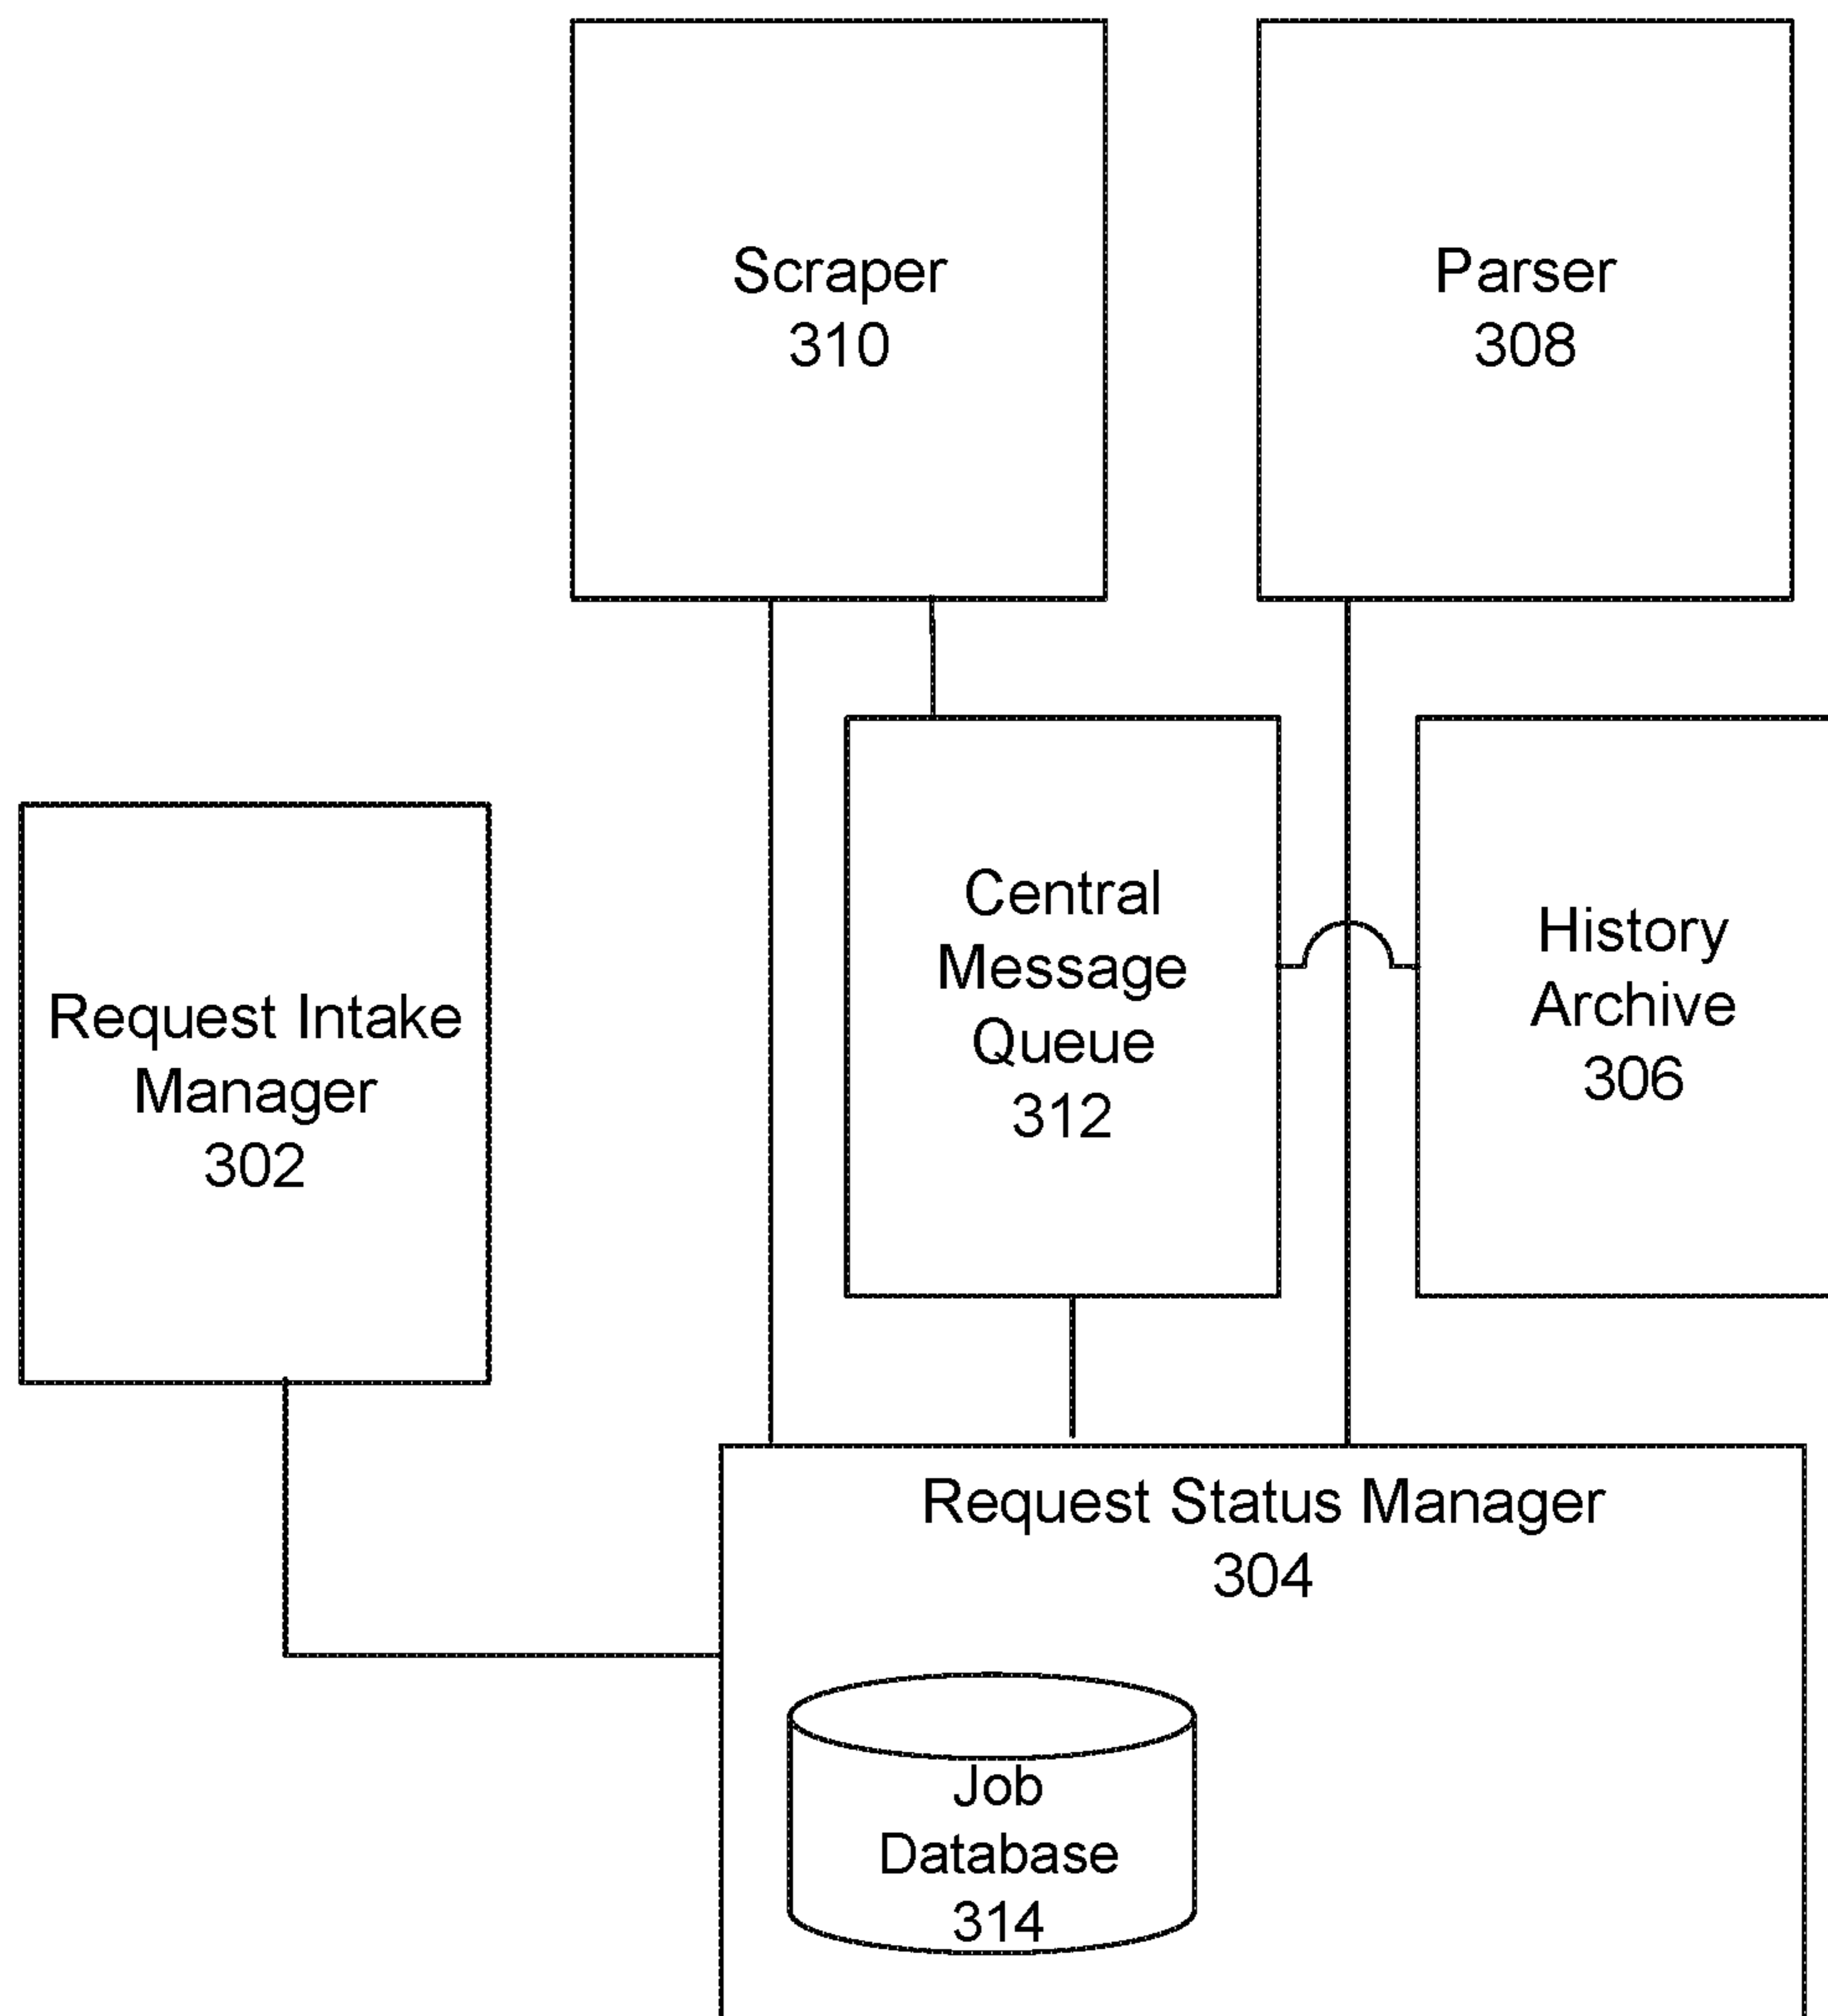 Scraper
310
Parser
308
Request Intake
Manager
302
Central
Message
Queue
312
History
Archive
306
Request Status Manager
304
Job
Database
314